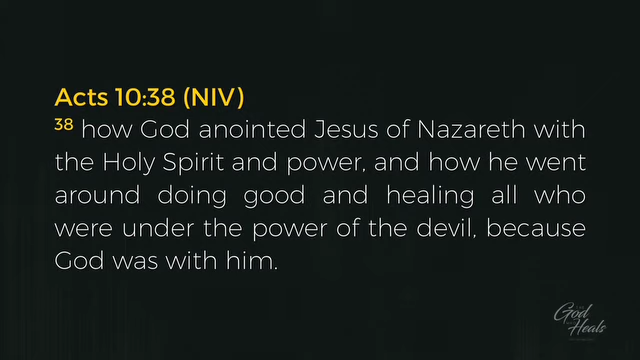 Acts 10:38 (NIV)
38 how God anointed Jesus of Nazareth with
the Holy Spirit and power, and how he went
around doing good and healing all who
were under the power of the devil, because
God was with him.
God
Heals